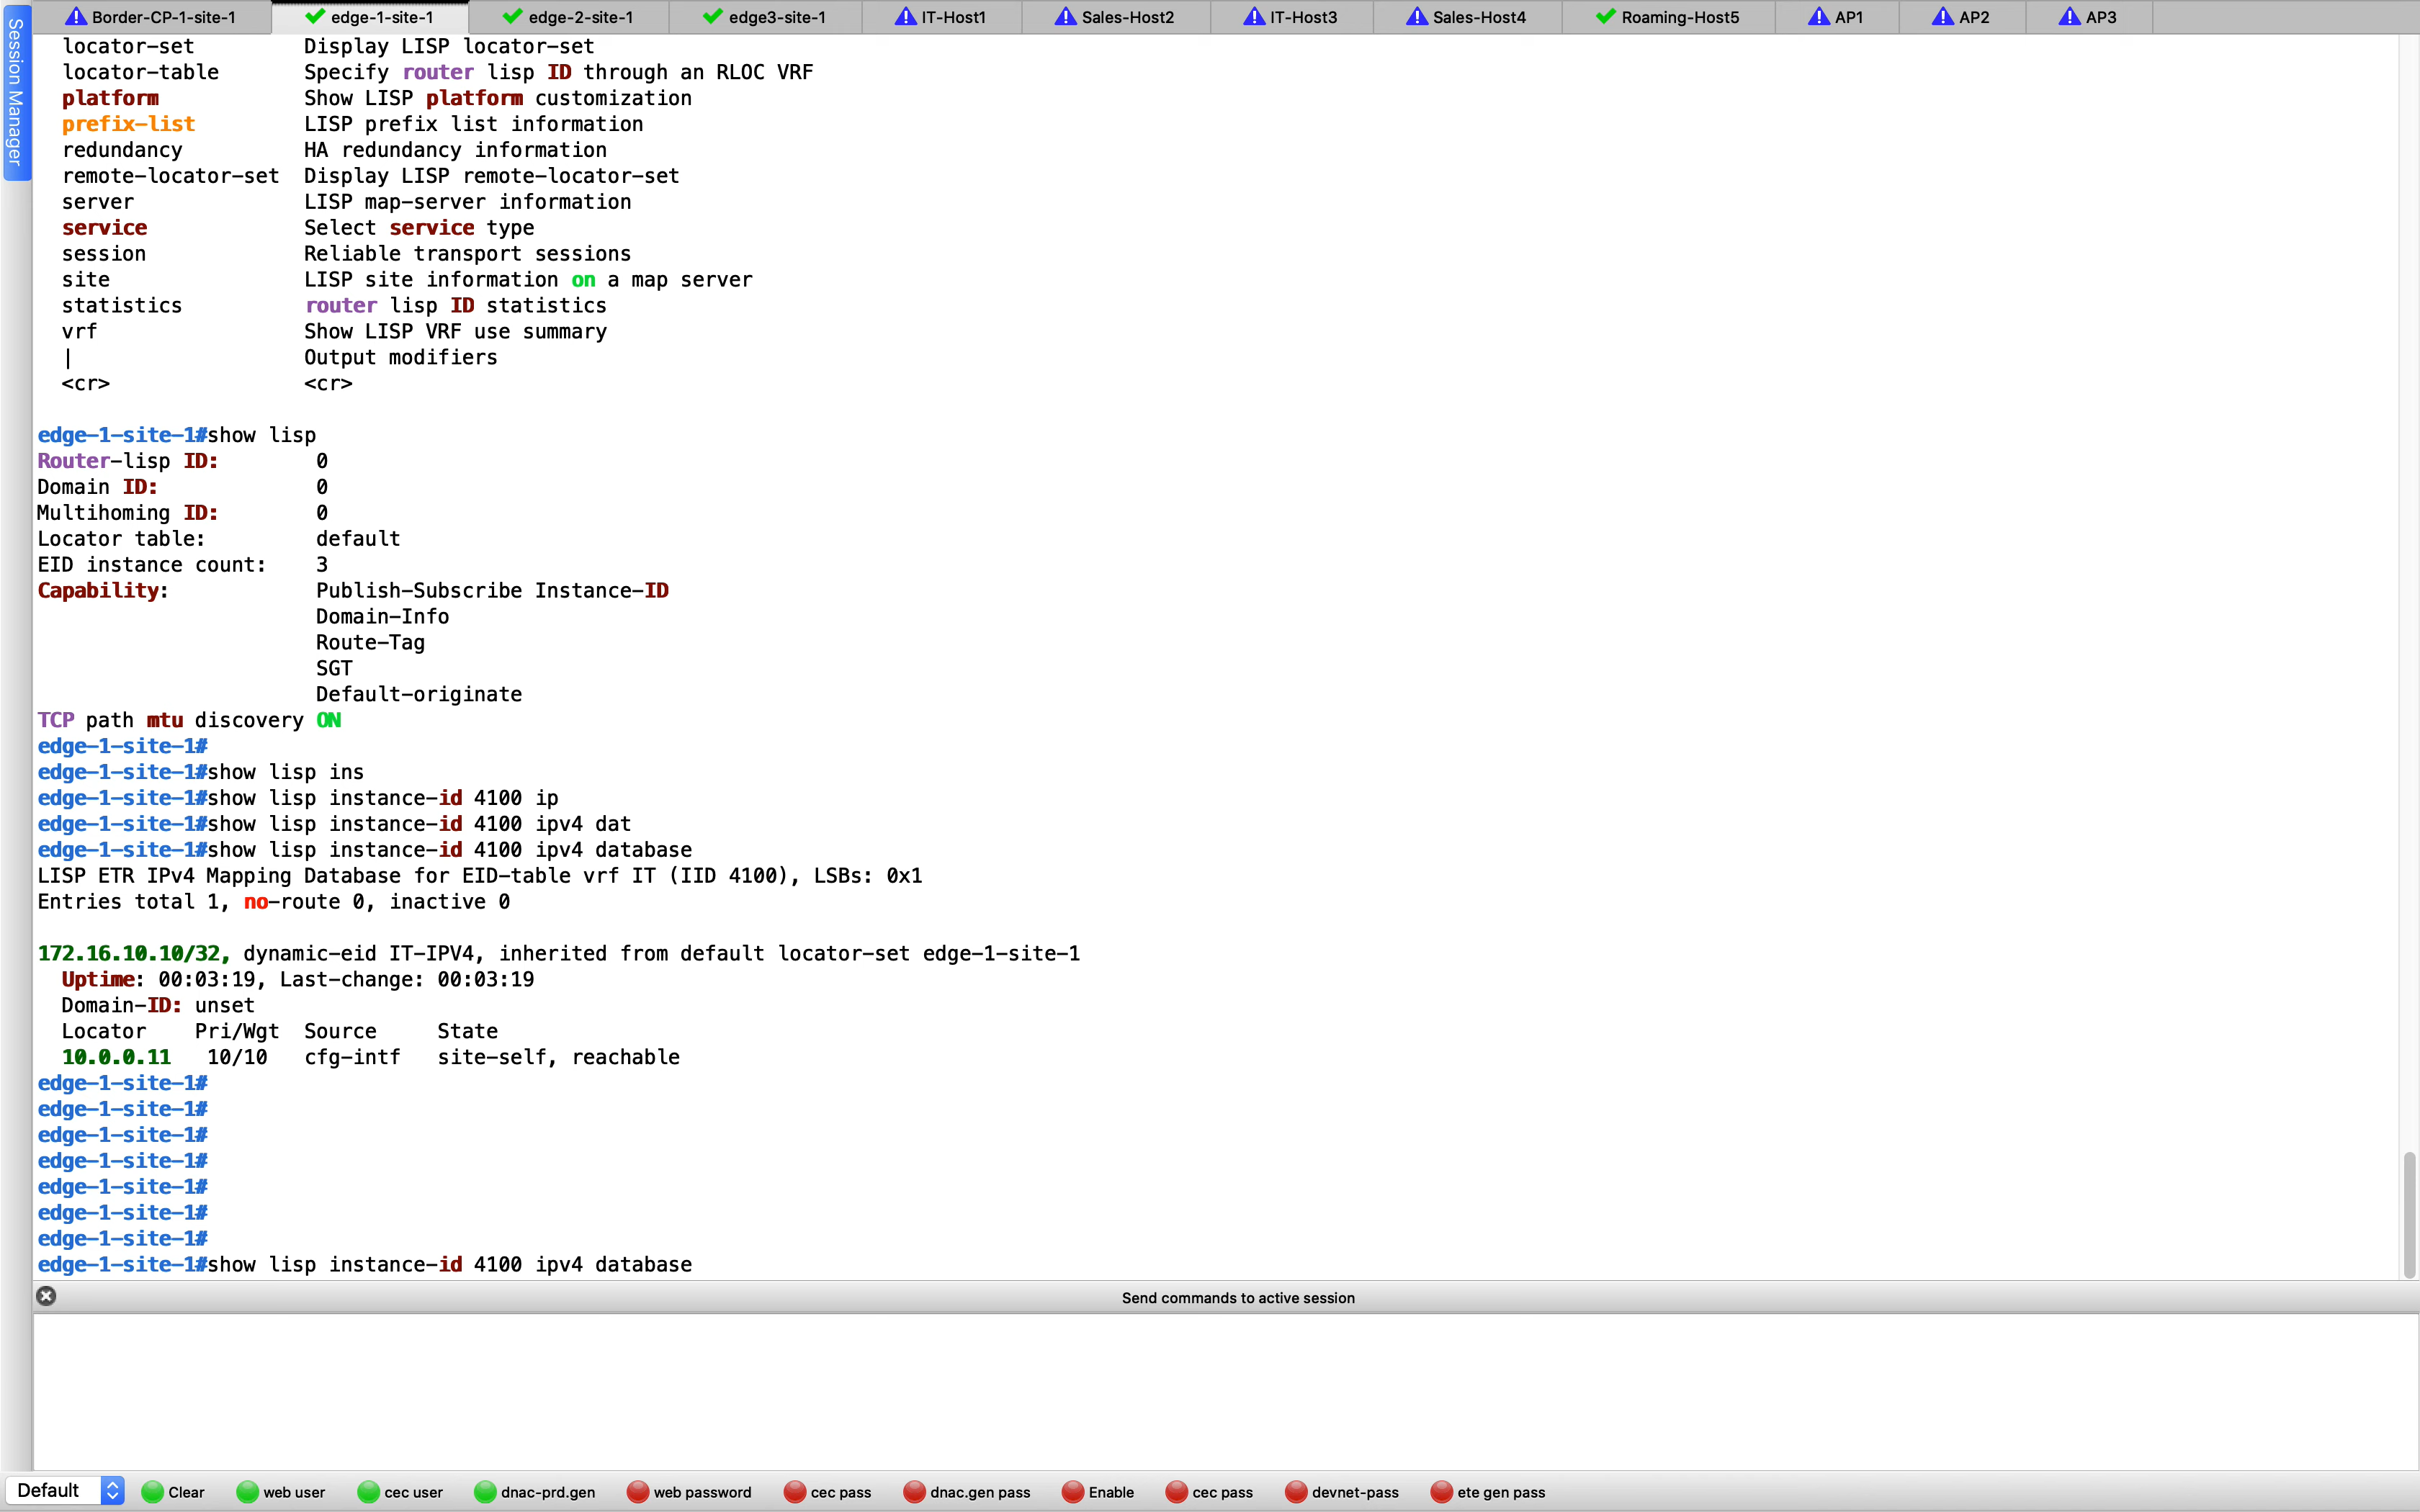 Session Manager
Border-CP-1-site-1 edge-1-site-1 edge-2-site-1 edge3-site-1 IT-Host1 Sales-Host2 IT-Host3 Sales-Host4 Roaming-Host5 AP1 AP2 AP3
locator-set Display LISP locator-set
locator-table Specify router lisp ID through an RLOC VRF
platform Show LISP platform customization
prefix-list LISP prefix list information
redundancy HA redundancy information
remote-locator-set Display LISP remote-locator-set
server LISP map-server information
service Select service type
session Reliable transport sessions
site LISP site information on a map server
statistics router lisp ID statistics
vrf Show LISP VRF use summary
| Output modifiers
<cr> <cr>
edge-1-site-1#show lisp
Router-lisp ID: 0
Domain ID: 0
Multihoming ID: 0
Locator table: default
EID instance count: 3
Capability: Publish-Subscribe Instance-ID
Domain-Info
Route-Tag
SGT
Default-originate
TCP path mtu discovery ON
edge-1-site-1#
edge-1-site-1#show lisp ins
edge-1-site-1#show lisp instance-id 4100 ip
edge-1-site-1#show lisp instance-id 4100 ipv4 dat
edge-1-site-1#show lisp instance-id 4100 ipv4 database
LISP ETR IPv4 Mapping Database for EID-table vrf IT (IID 4100), LSBs: 0x1
Entries total 1, no-route 0, inactive 0
172.16.10.10/32, dynamic-eid IT-IPV4, inherited from default locator-set edge-1-site-1
Uptime: 00:03:19, Last-change: 00:03:19
Domain-ID: unset
Locator Pri/Wgt Source State
10.0.0.11 10/10 cfg-intf site-self, reachable
edge-1-site-1#
edge-1-site-1#
edge-1-site-1#
edge-1-site-1#
edge-1-site-1#
edge-1-site-1#
edge-1-site-1#
edge-1-site-1#show lisp instance-id 4100 ipv4 database
Send commands to active session
Default Clear web user cec user dnac-prd.gen web password cec pass dnac.gen pass Enable cec pass devnet-pass ete gen pass